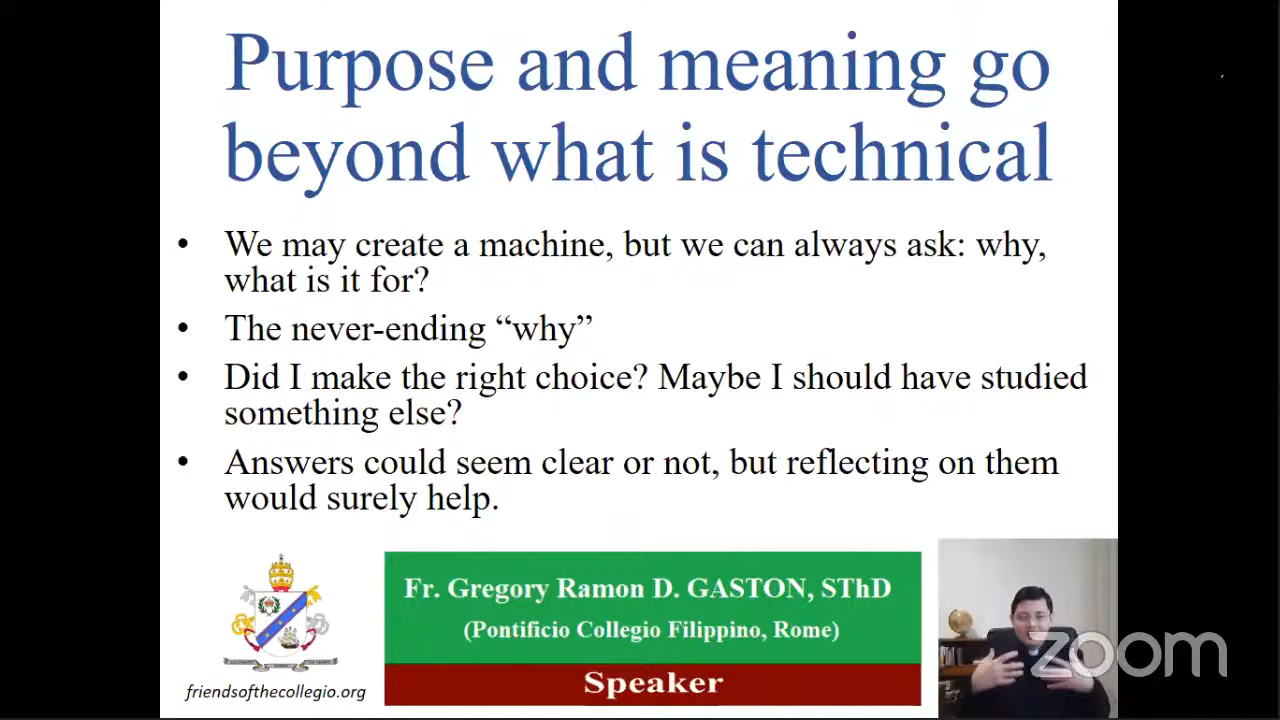 Purpose and meaning go
beyond what is technical
• We may create a machine, but we can always ask: why,
what is it for?
• The never-ending “why”
• Did I make the right choice? Maybe I should have studied
something else?
• Answers could seem clear or not, but reflecting on them
would surely help.
friendsofthecollegio.org
Fr. Gregory Ramon D. GASTON, SThD
(Pontificio Collegio Filippino, Rome)
Speaker
zoom